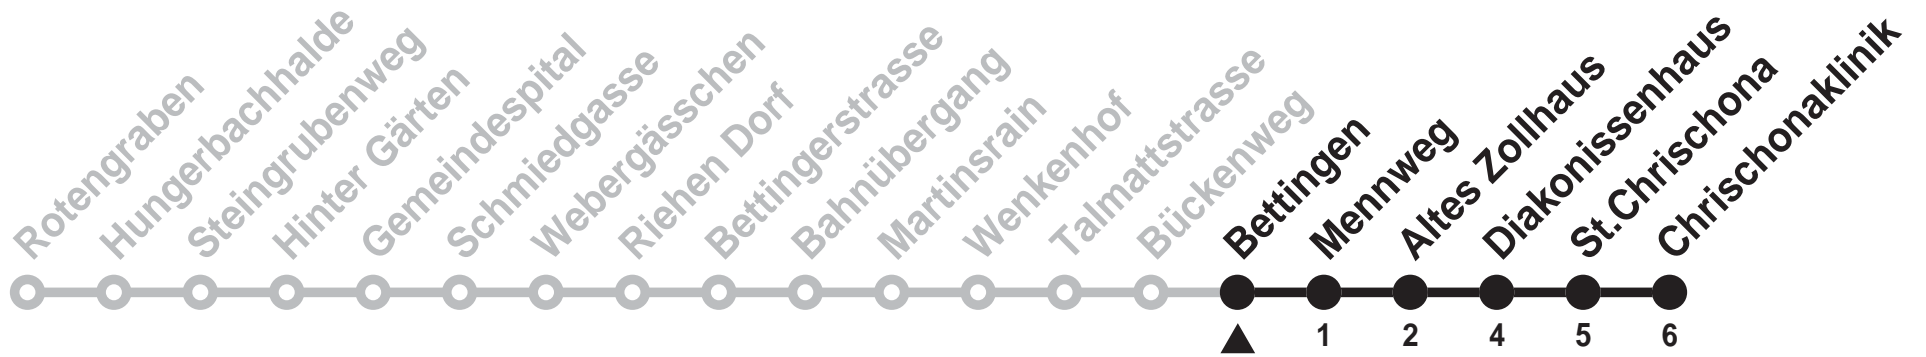 Rotengraben
Hungerbachhalde
Steingrubenweg
Hinter Gärten
Gemeindespital
Schmiedgasse
Webergässchen
Riehen Dorf
Bettingerstrasse
Bahnübergang
Martinsrain
Wenkenhof
Talmattstrasse
Bückenweg
Bettingen
Mennweg
Altes Zollhaus
Diakonissenhaus
St.Chrischona
Chrischonaklinik
1 2 4 5 6